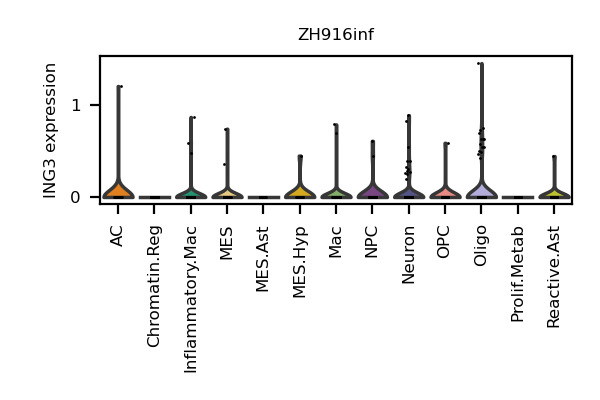 ZH916inf
ING3 expression
1
0
AC
Chromatin.Reg
Inflammatory.Mac
MES
MES.Ast
MES.Hyp
Mac
NPC
Neuron
OPC
Oligo
Prolif.Metab
Reactive.Ast